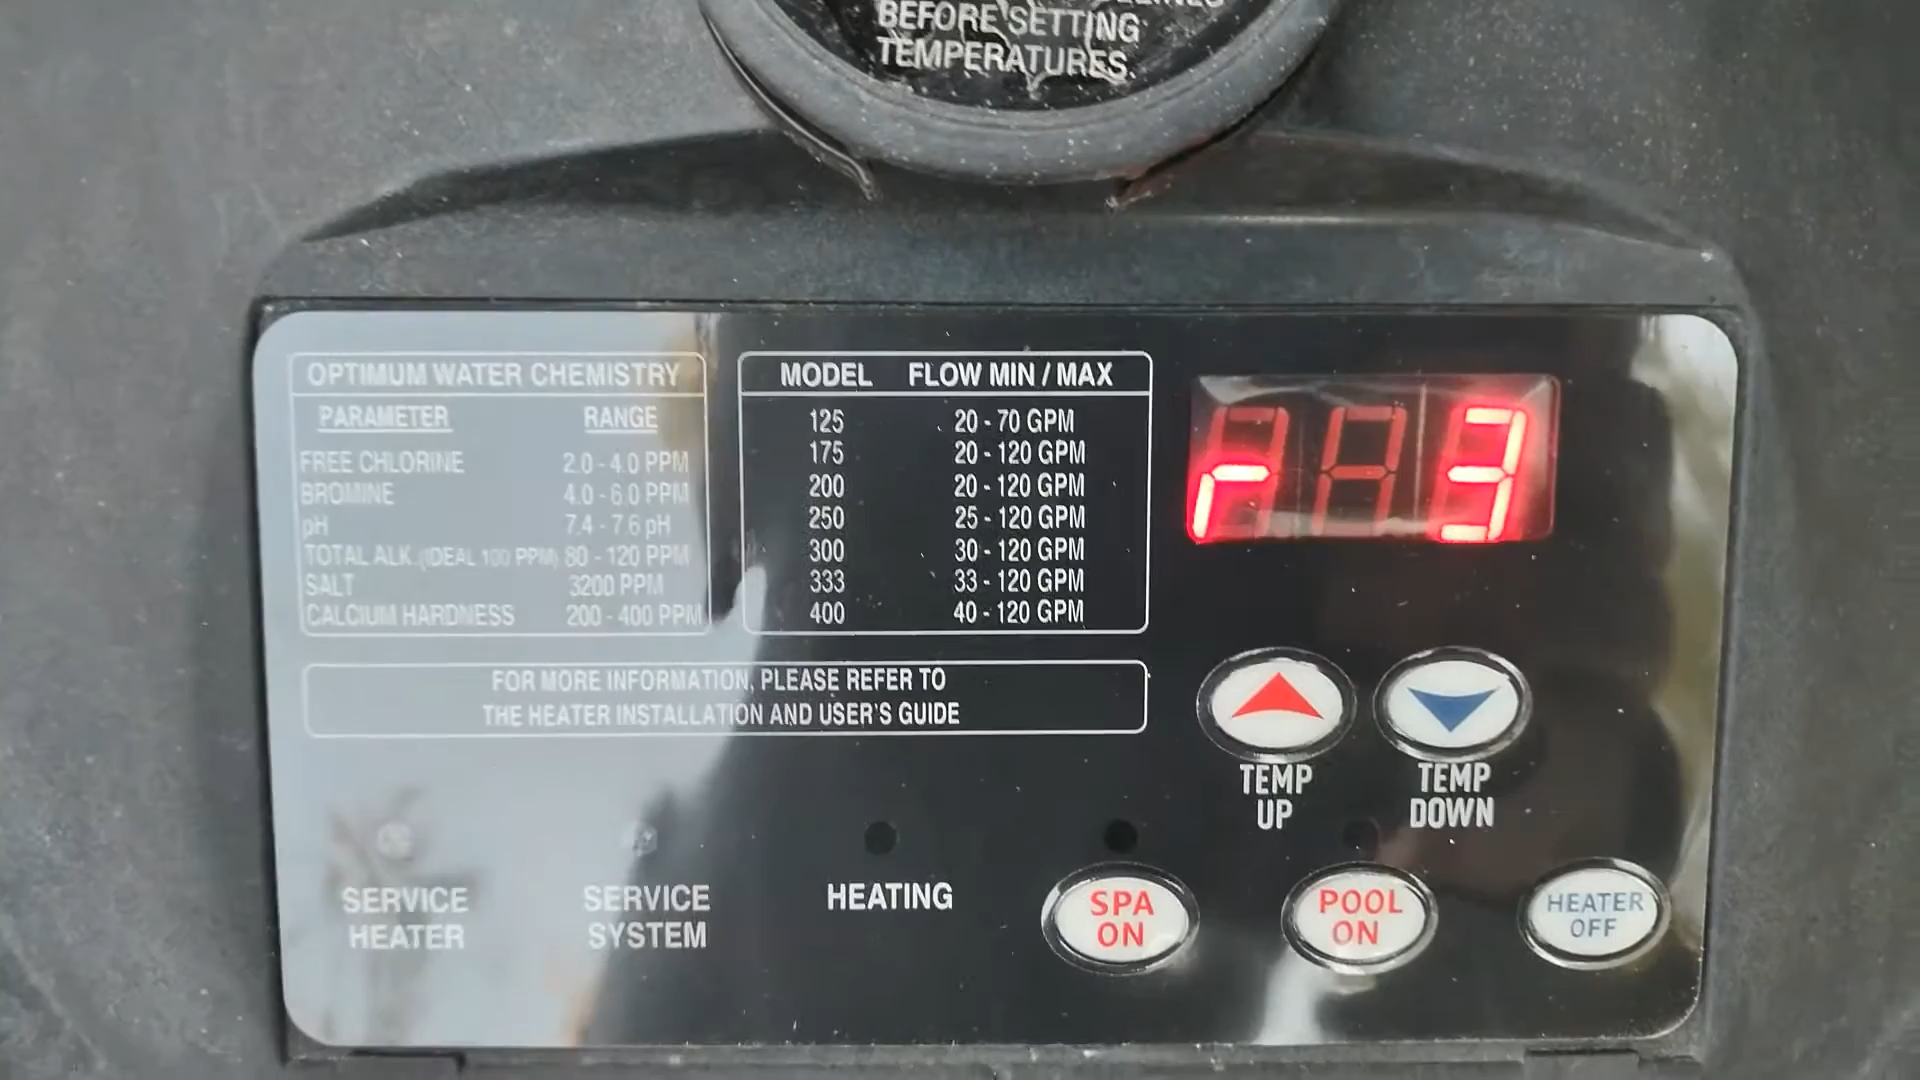 BEFORE SETTING
TEMPERATURES.
OPTIMUM WATER CHEMISTRY
PARAMETER RANGE
FREE CHLORINE 2.0 - 4.0 PPM
BROMINE 4.0 - 6.0 PPM
pH 7.4 - 7.6 pH
TOTAL ALK. (IDEAL 100 PPM) 80 - 120 PPM
SALT 3200 PPM
CALCIUM HARDNESS 200 - 400 PPM
MODEL FLOW MIN / MAX
125 20 - 70 GPM
175 20 - 120 GPM
200 20 - 120 GPM
250 25 - 120 GPM
300 30 - 120 GPM
333 33 - 120 GPM
400 40 - 120 GPM
r 3
FOR MORE INFORMATION, PLEASE REFER TO
THE HEATER INSTALLATION AND USER'S GUIDE
TEMP
UP
TEMP
DOWN
SERVICE
HEATER
SERVICE
SYSTEM
HEATING
SPA
ON
POOL
ON
HEATER
OFF